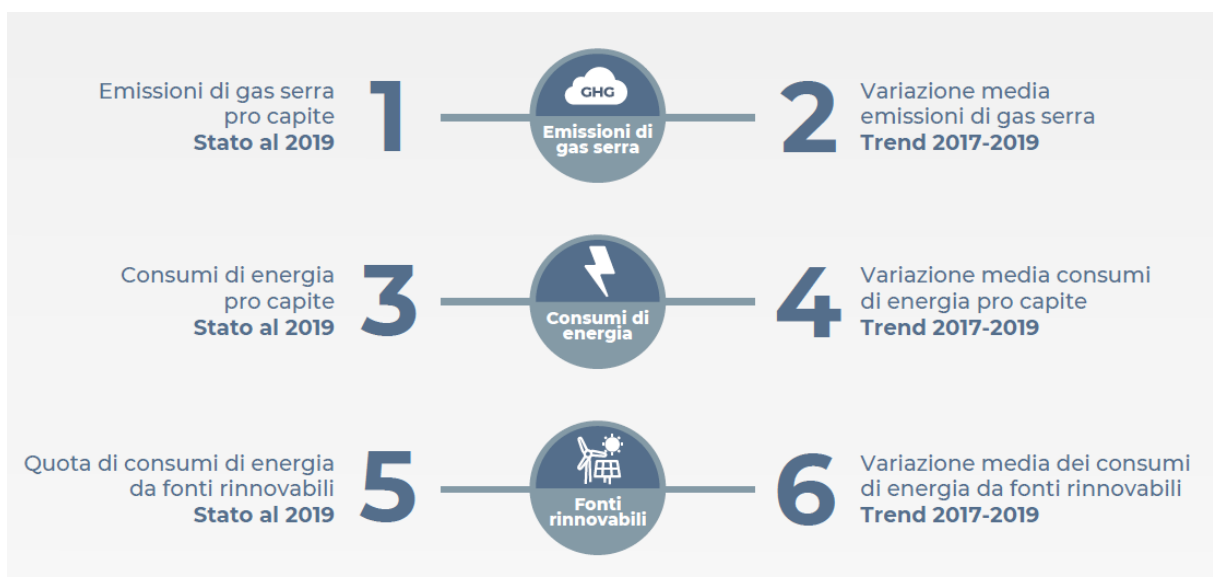 Emissioni di gas serra
pro capite
Stato al 2019
1
GHG
Emissioni di
gas serra
2
Variazione media
emissioni di gas serra
Trend 2017-2019
Consumi di energia
pro capite
Stato al 2019
3
Consumi di
energia
4
Variazione media consumi
di energia pro capite
Trend 2017-2019
Quota di consumi di energia
da fonti rinnovabili
Stato al 2019
5
Fonti
rinnovabili
6
Variazione media dei consumi
di energia da fonti rinnovabili
Trend 2017-2019